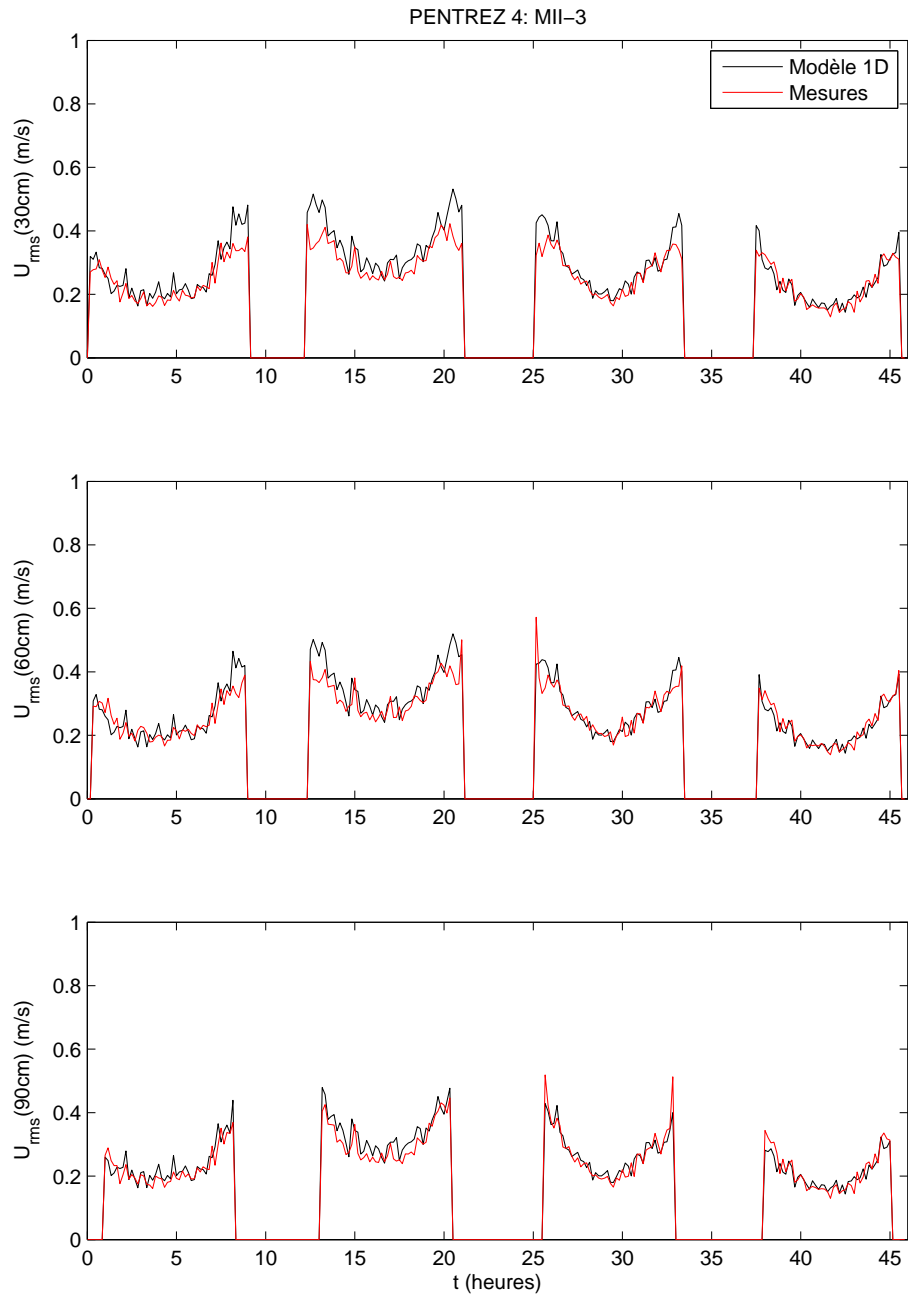 PENTREZ 4: MII−3
1
0.8
0.6
0.4
0.2
0
U_rms(30cm) (m/s)
Modèle 1D
Mesures
0 5 10 15 20 25 30 35 40 45
1
0.8
0.6
0.4
0.2
0
U_rms(60cm) (m/s)
0 5 10 15 20 25 30 35 40 45
1
0.8
0.6
0.4
0.2
0
U_rms(90cm) (m/s)
0 5 10 15 20 25 30 35 40 45
t (heures)